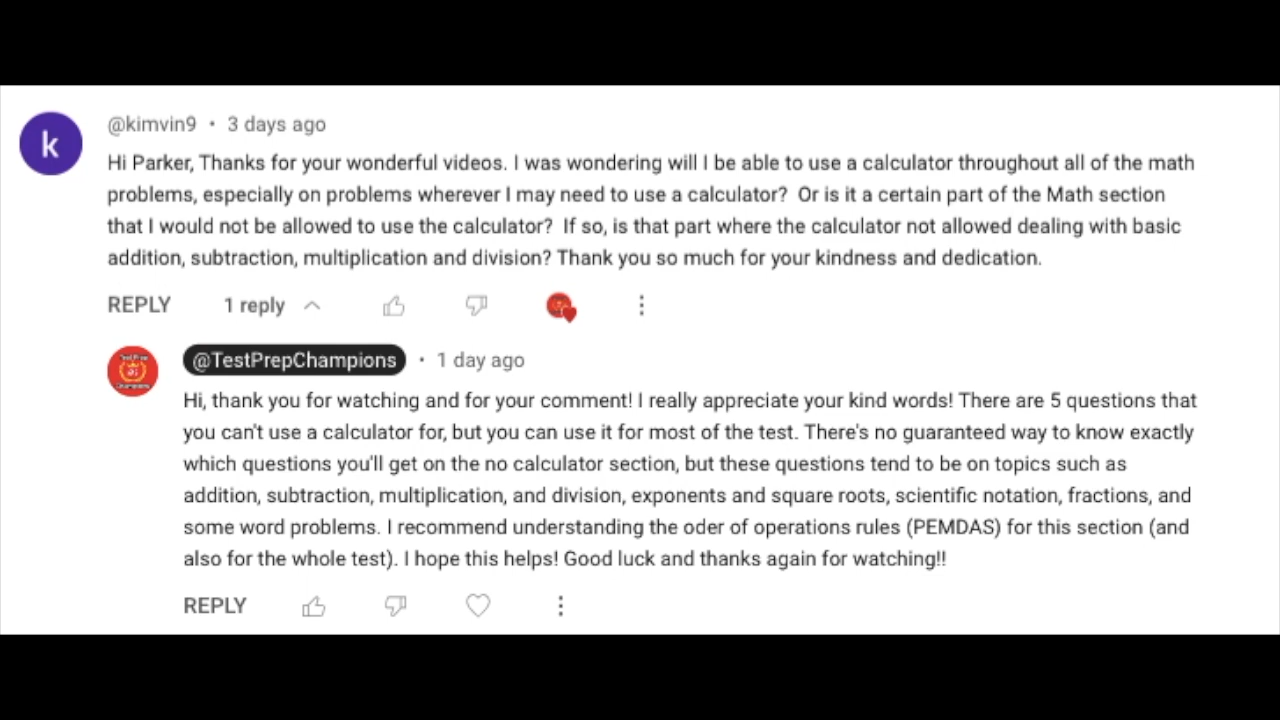 k
@kimvin9 • 3 days ago
Hi Parker, Thanks for your wonderful videos. I was wondering will I be able to use a calculator throughout all of the math
problems, especially on problems wherever I may need to use a calculator?  Or is it a certain part of the Math section
that I would not be allowed to use the calculator?  If so, is that part where the calculator not allowed dealing with basic
addition, subtraction, multiplication and division? Thank you so much for your kindness and dedication.
REPLY 1 reply
Test Prep
Champions
@TestPrepChampions • 1 day ago
Hi, thank you for watching and for your comment! I really appreciate your kind words! There are 5 questions that
you can't use a calculator for, but you can use it for most of the test. There's no guaranteed way to know exactly
which questions you'll get on the no calculator section, but these questions tend to be on topics such as
addition, subtraction, multiplication, and division, exponents and square roots, scientific notation, fractions, and
some word problems. I recommend understanding the oder of operations rules (PEMDAS) for this section (and
also for the whole test). I hope this helps! Good luck and thanks again for watching!!
REPLY